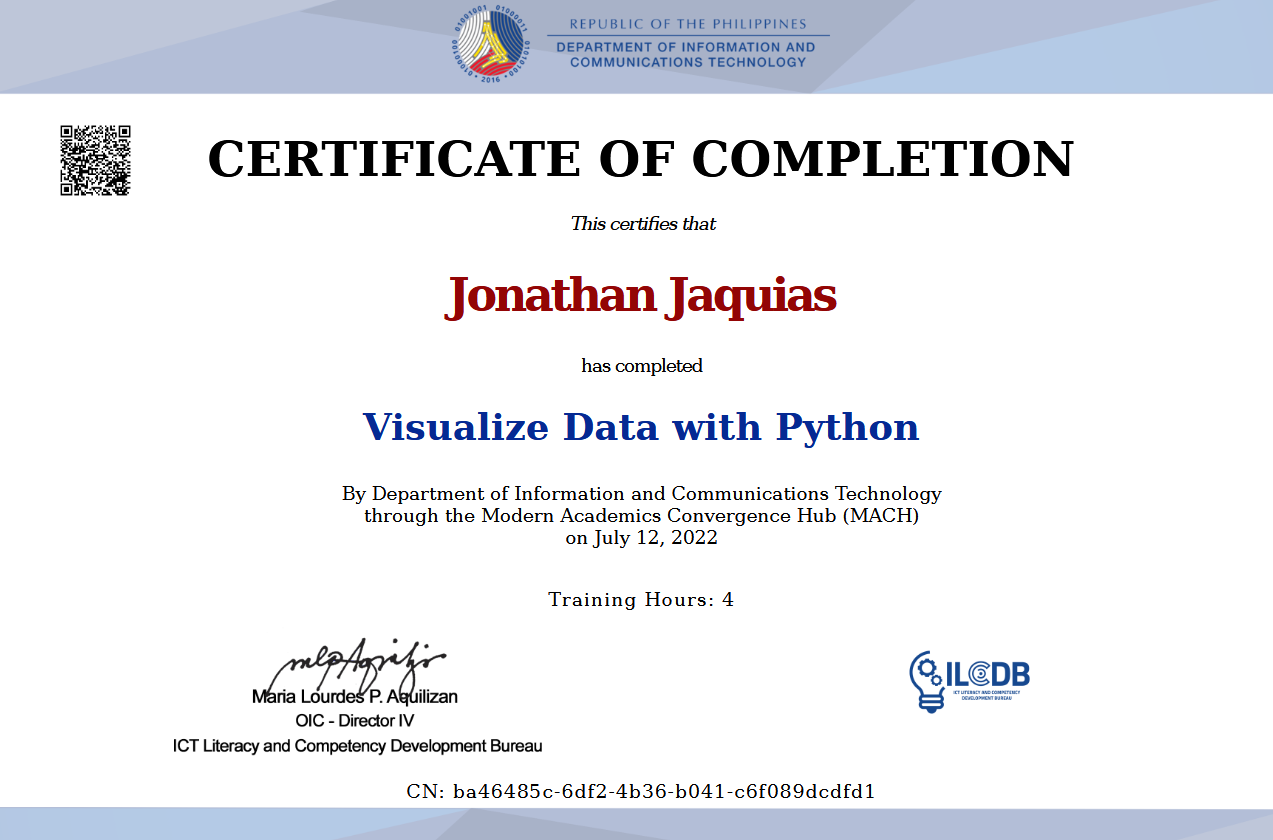 REPUBLIC OF THE PHILIPPINES
DEPARTMENT OF INFORMATION AND
COMMUNICATIONS TECHNOLOGY
01001001 01000011 01010100 01000100
2016
CERTIFICATE OF COMPLETION
This certifies that
Jonathan Jaquias
has completed
Visualize Data with Python
By Department of Information and Communications Technology
through the Modern Academics Convergence Hub (MACH)
on July 12, 2022
Training Hours: 4
Maria Lourdes P. Aquilizan
OIC - Director IV
ICT Literacy and Competency Development Bureau
ILCDB
ICT LITERACY AND COMPETENCY
DEVELOPMENT BUREAU
CN: ba46485c-6df2-4b36-b041-c6f089dcdfd1